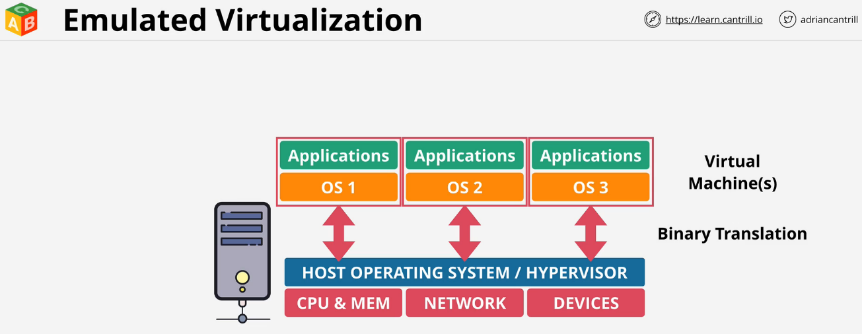 Emulated Virtualization
https://learn.cantrill.io
adriancantrill
Applications Applications Applications
OS 1 OS 2 OS 3
Virtual
Machine(s)
Binary Translation
HOST OPERATING SYSTEM / HYPERVISOR
CPU & MEM NETWORK DEVICES
A C B